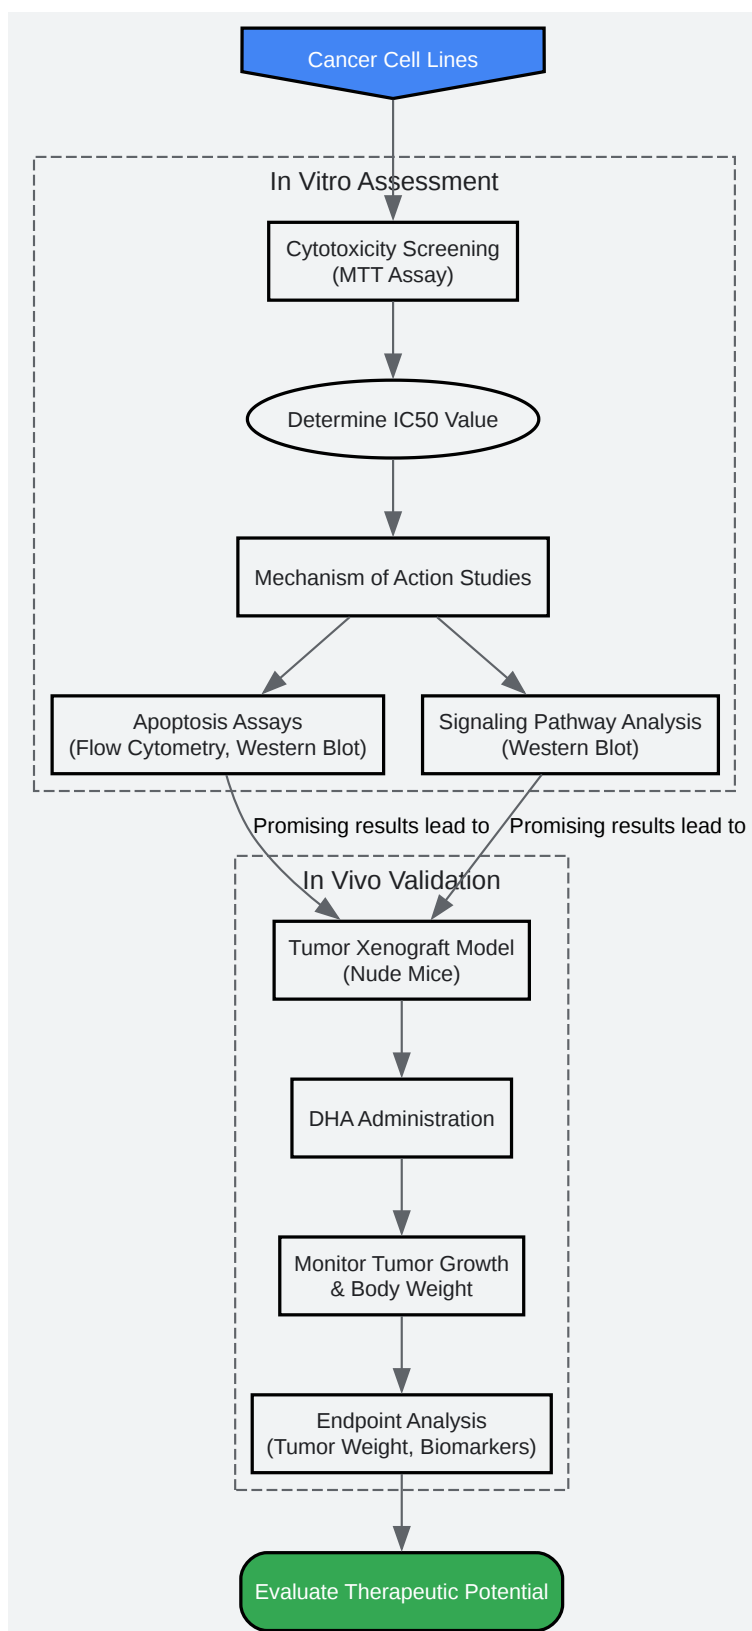 Cancer Cell Lines
In Vitro Assessment
Cytotoxicity Screening
(MTT Assay)
Determine IC50 Value
Mechanism of Action Studies
Apoptosis Assays
(Flow Cytometry, Western Blot)
Signaling Pathway Analysis
(Western Blot)
Promising results lead to
Promising results lead to
In Vivo Validation
Tumor Xenograft Model
(Nude Mice)
DHA Administration
Monitor Tumor Growth
& Body Weight
Endpoint Analysis
(Tumor Weight, Biomarkers)
Evaluate Therapeutic Potential